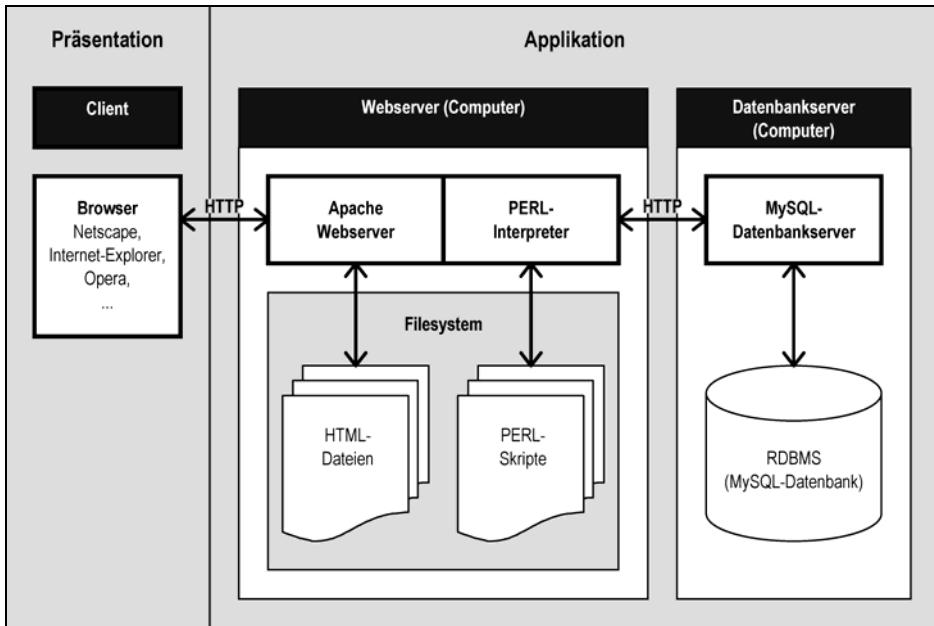 Präsentation
Applikation
Client
Webserver (Computer)
Datenbankserver
(Computer)
Browser
Netscape,
Internet-Explorer,
Opera,
...
HTTP
Apache
Webserver
PERL-
Interpreter
HTTP
MySQL-
Datenbankserver
Filesystem
HTML-
Dateien
PERL-
Skripte
RDBMS
(MySQL-Datenbank)